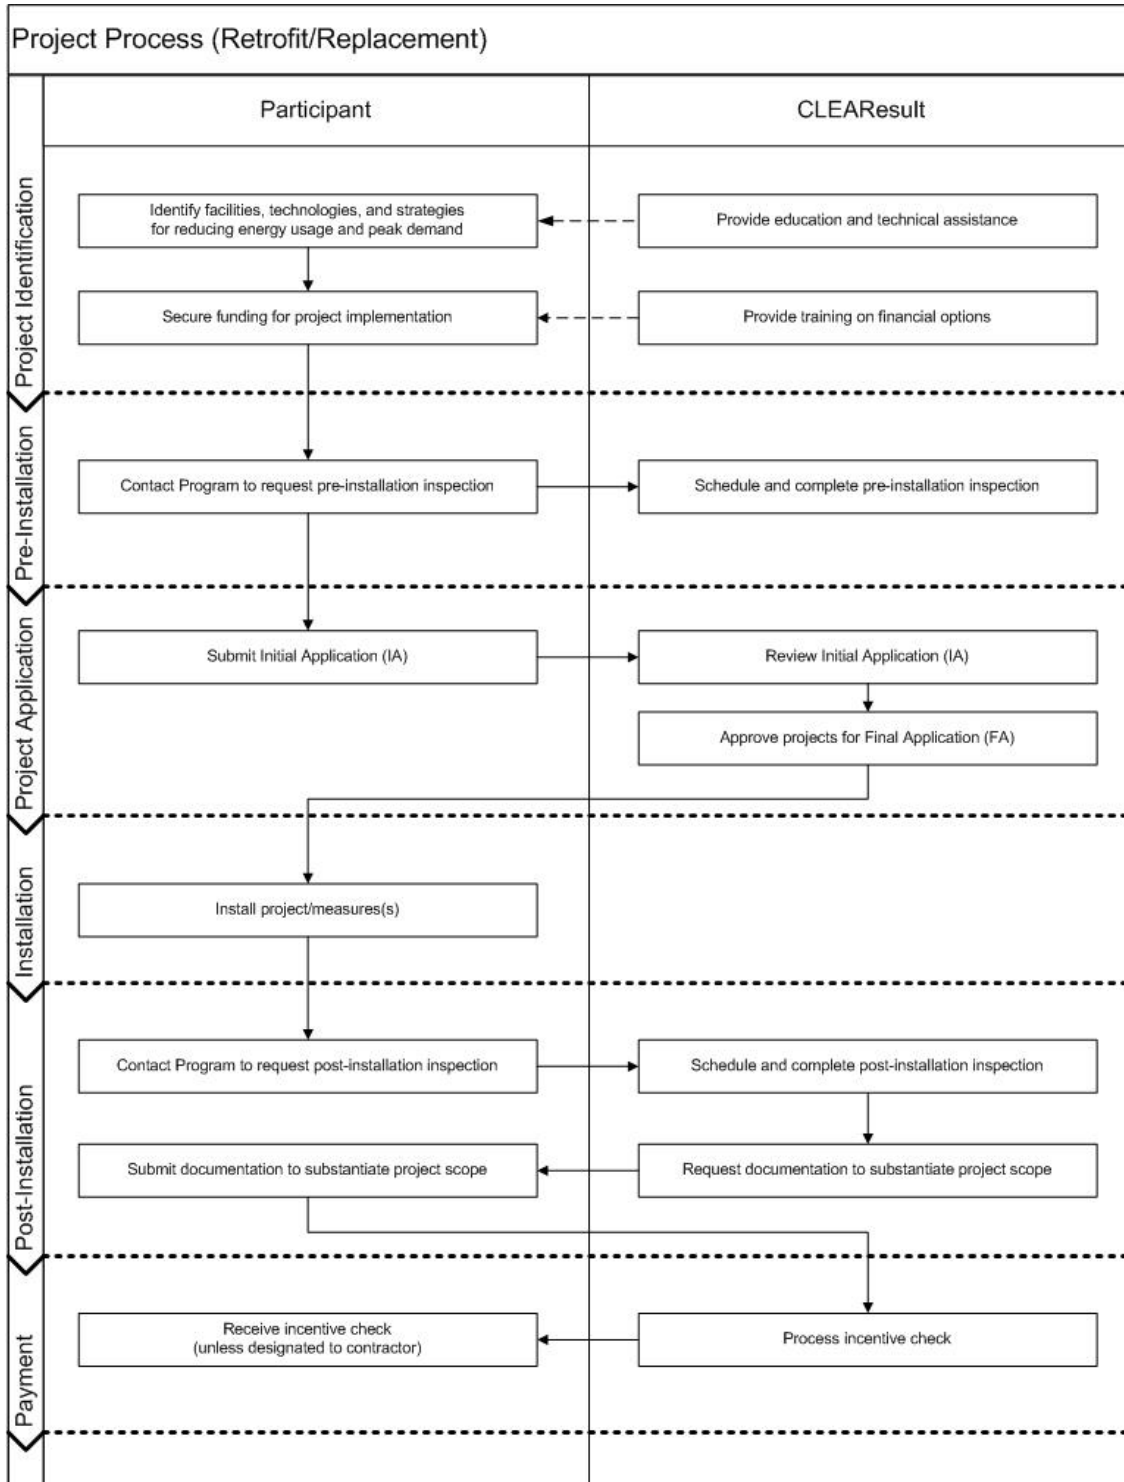 Project Process (Retrofit/Replacement)
Participant
CLEAResult
Project Identification
Identify facilities, technologies, and strategies
for reducing energy usage and peak demand
Provide education and technical assistance
Secure funding for project implementation
Provide training on financial options
Pre-Installation
Contact Program to request pre-installation inspection
Schedule and complete pre-installation inspection
Project Application
Submit Initial Application (IA)
Review Initial Application (IA)
Approve projects for Final Application (FA)
Installation
Install project/measures(s)
Post-Installation
Contact Program to request post-installation inspection
Schedule and complete post-installation inspection
Submit documentation to substantiate project scope
Request documentation to substantiate project scope
Payment
Receive incentive check
(unless designated to contractor)
Process incentive check